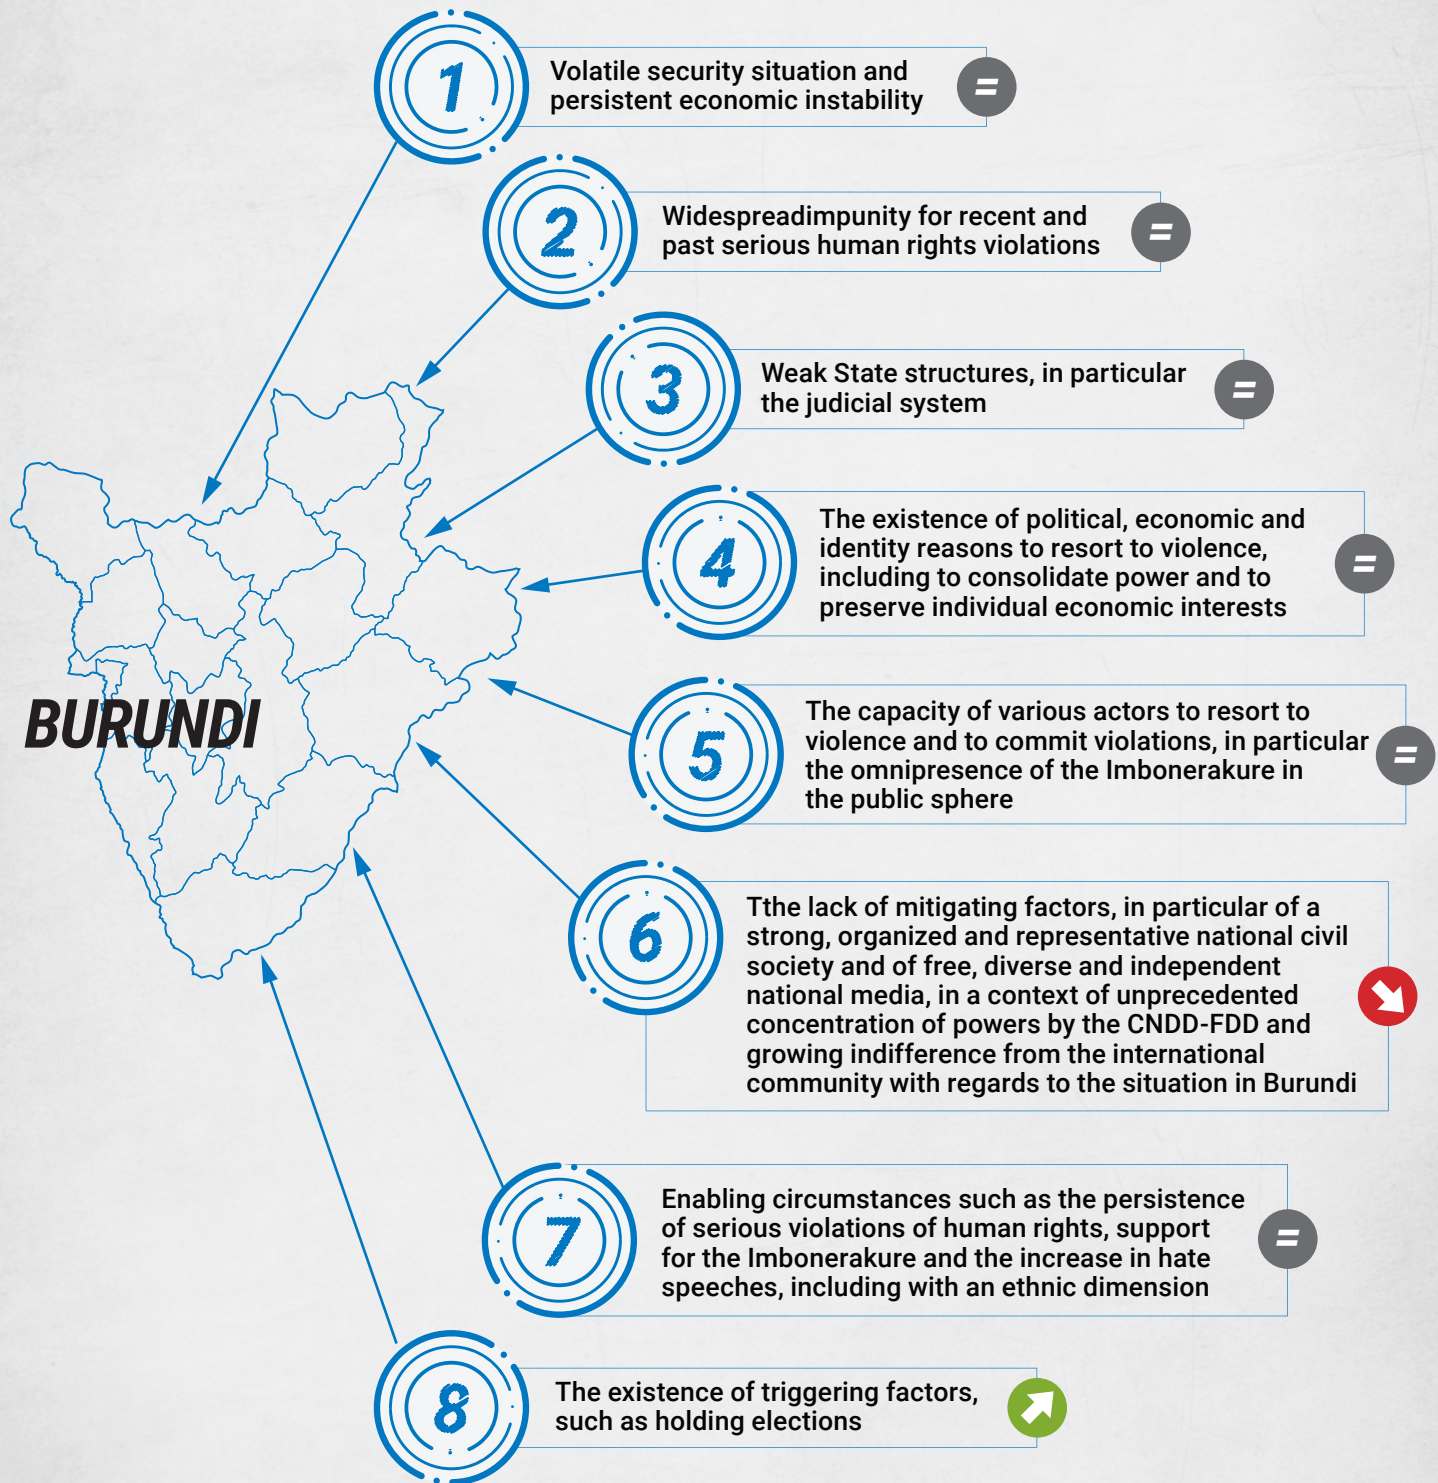 1
Volatile security situation and
persistent economic instability
=
2
Widespreadimpunity for recent and
past serious human rights violations
=
3
Weak State structures, in particular
the judicial system
=
4
The existence of political, economic and
identity reasons to resort to violence,
including to consolidate power and to
preserve individual economic interests
=
BURUNDI
5
The capacity of various actors to resort to
violence and to commit violations, in particular
the omnipresence of the Imbonerakure in
the public sphere
=
6
Tthe lack of mitigating factors, in particular of a
strong, organized and representative national civil
society and of free, diverse and independent
national media, in a context of unprecedented
concentration of powers by the CNDD-FDD and
growing indifference from the international
community with regards to the situation in Burundi
7
Enabling circumstances such as the persistence
of serious violations of human rights, support
for the Imbonerakure and the increase in hate
speeches, including with an ethnic dimension
=
8
The existence of triggering factors,
such as holding elections